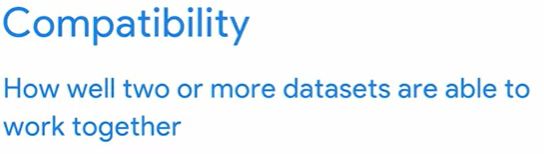 Compatibility
How well two or more datasets are able to
work together